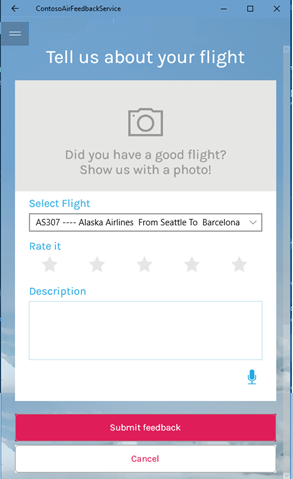 ContosoAirFeedbackService
Tell us about your flight
Did you have a good flight?
Show us with a photo!
Select Flight
AS307 ---- Alaska Airlines From Seattle To Barcelona
Rate it
Description
Submit feedback
Cancel